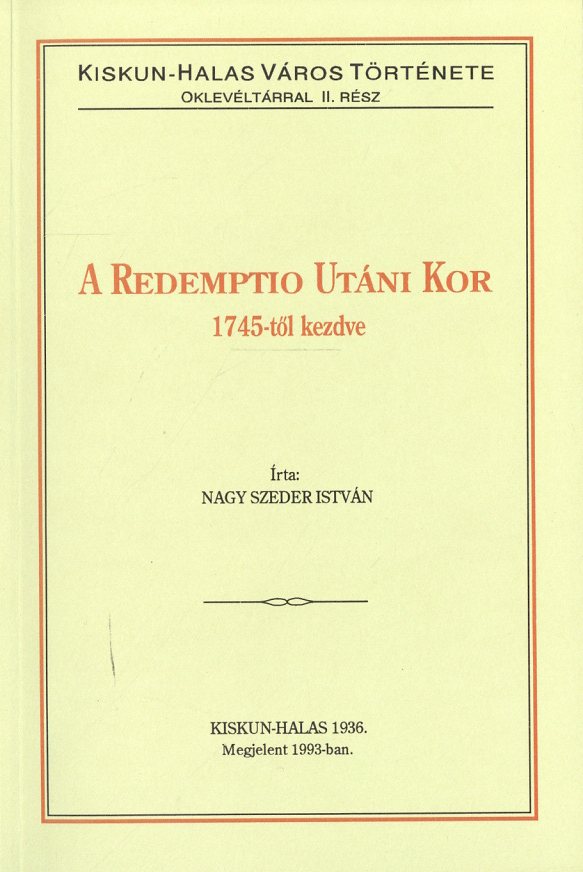 KISKUN-HALAS VÁROS TÖRTÉNETE
OKLEVÉLTÁRRAL II. RÉSZ
A REDEMPTIO UTÁNI KOR
1745-től kezdve
Írta:
NAGY SZEDER ISTVÁN
KISKUN-HALAS 1936.
Megjelent 1993-ban.